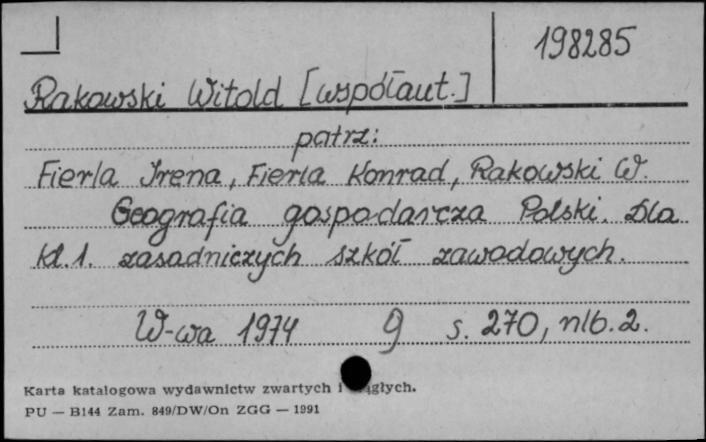 198285
Rakowski Witold [współaut.]
patrz:
Fierla Irena, Fierla Konrad, Rakowski W.
Geografia gospodarcza Polski. Dla
kl. 1. zasadniczych szkół zawodowych.
W-wa 1974 9 s. 270, nlb. 2.
Karta katalogowa wydawnictw zwartych i
PU — B144 Zam. 849/DW/On ZGG — 1991